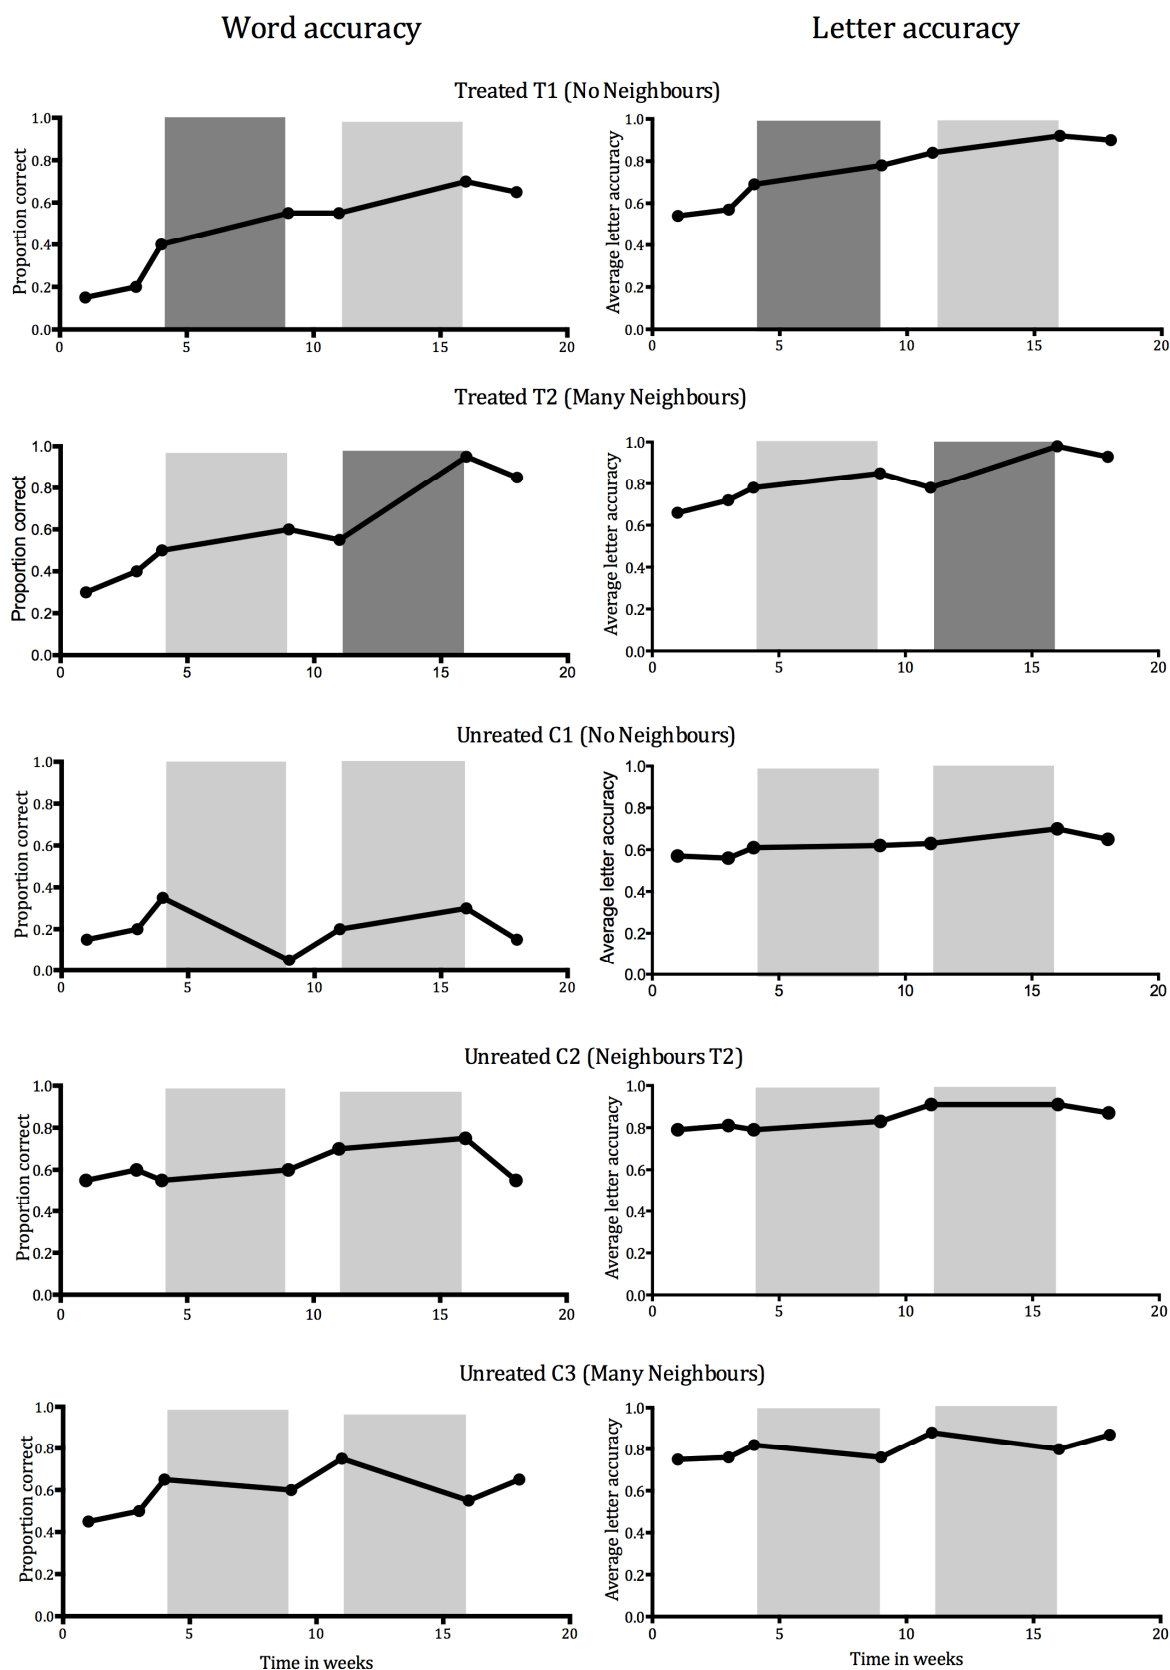 Word accuracy
Letter accuracy
Treated T1 (No Neighbours)
Proportion correct
1.0
0.8
0.6
0.4
0.2
0.0
0 5 10 15 20
Average letter accuracy
1.0
0.8
0.6
0.4
0.2
0.0
0 5 10 15 20
Treated T2 (Many Neighbours)
Proportion correct
1.0
0.8
0.6
0.4
0.2
0.0
0 5 10 15 20
Average letter accuracy
1.0
0.8
0.6
0.4
0.2
0.0
0 5 10 15 20
Unreated C1 (No Neighbours)
Proportion correct
1.0
0.8
0.6
0.4
0.2
0.0
0 5 10 15 20
Average letter accuracy
1.0
0.8
0.6
0.4
0.2
0.0
0 5 10 15 20
Unreated C2 (Neighbours T2)
Proportion correct
1.0
0.8
0.6
0.4
0.2
0.0
0 5 10 15 20
Average letter accuracy
1.0
0.8
0.6
0.4
0.2
0.0
0 5 10 15 20
Unreated C3 (Many Neighbours)
Proportion correct
1.0
0.8
0.6
0.4
0.2
0.0
0 5 10 15 20
Time in weeks
Average letter accuracy
1.0
0.8
0.6
0.4
0.2
0.0
0 5 10 15 20
Time in weeks